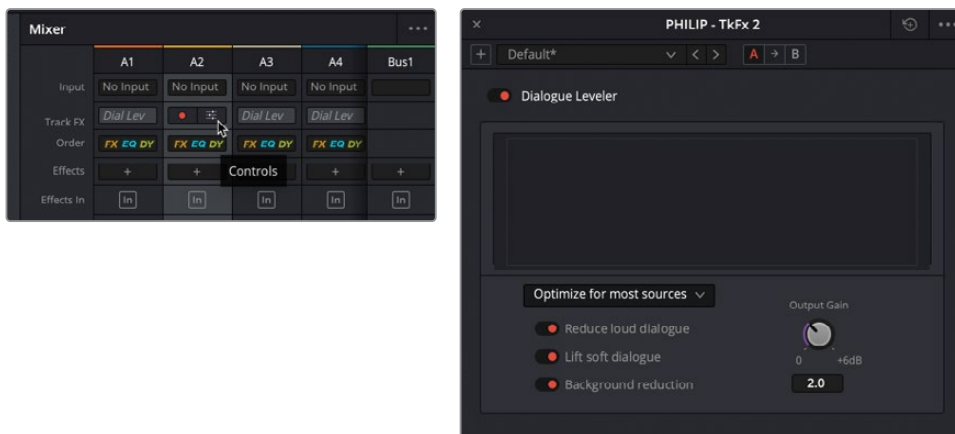 Mixer
A1 A2 A3 A4 Bus1
Input No Input No Input No Input No Input
Track FX Dial Lev Dial Lev Dial Lev
Order FX EQ DY FX EQ DY FX EQ DY FX EQ DY
Effects + + Controls + +
Effects In In In In In In
PHILIP - TkFx 2
+ Default* A → B
Dialogue Leveler
Optimize for most sources
Output Gain
Reduce loud dialogue
Lift soft dialogue
0 +6dB
Background reduction
2.0